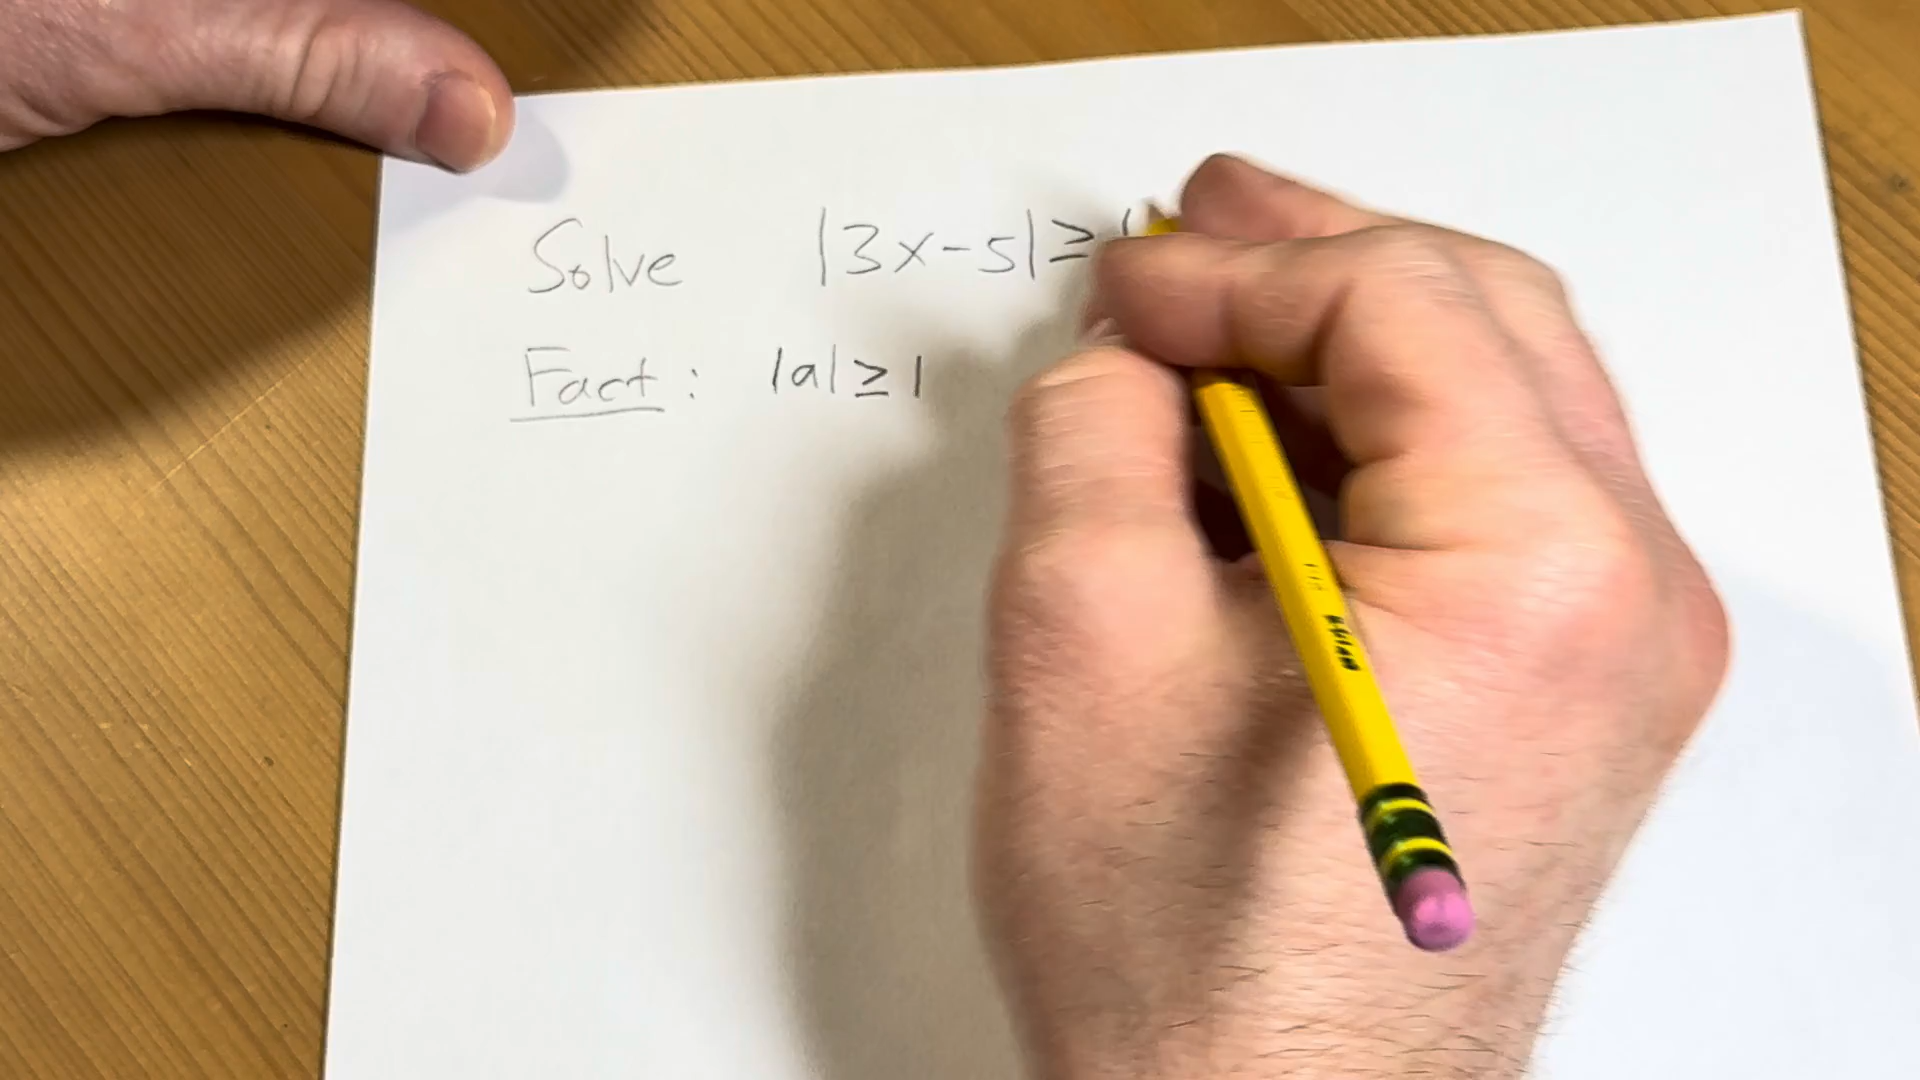 Solve |3x-5| ≥
Fact: |a| ≥ 1